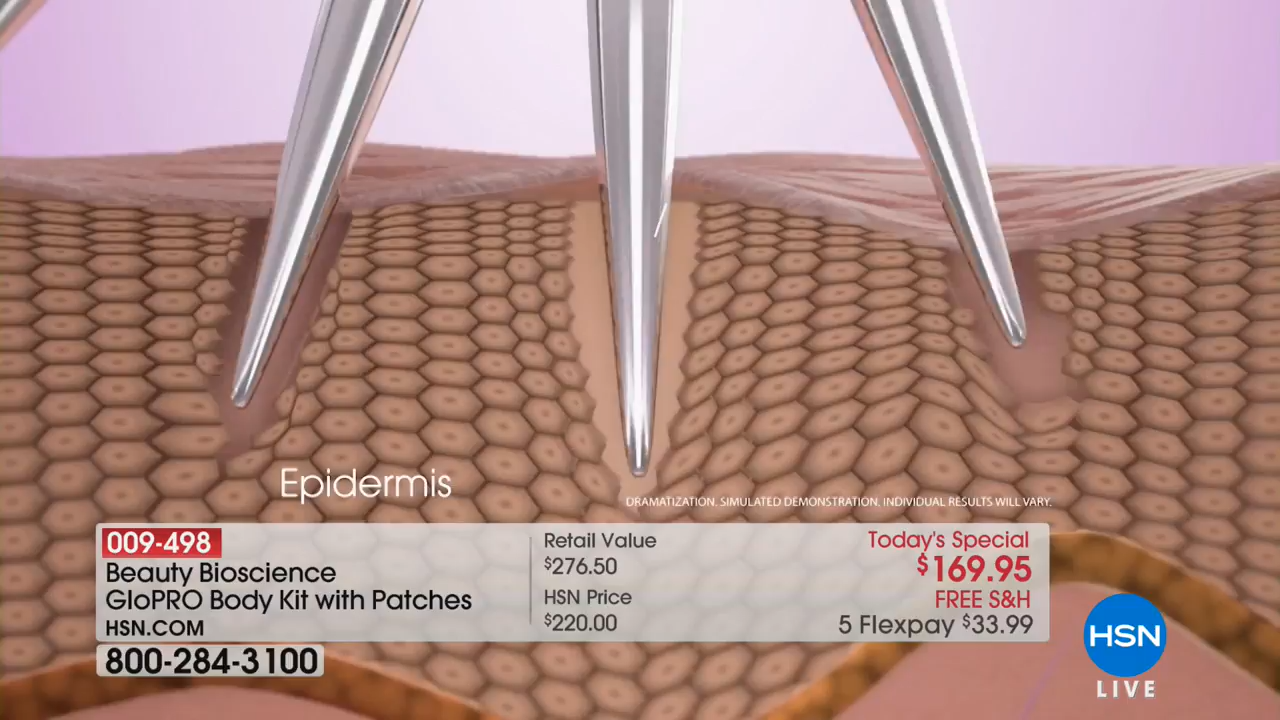 Epidermis
DRAMATIZATION. SIMULATED DEMONSTRATION. INDIVIDUAL RESULTS WILL VARY.
009-498
Beauty Bioscience
GloPRO Body Kit with Patches
HSN.COM
800-284-3100
Retail Value
$276.50
HSN Price
$220.00
Today's Special
$169.95
FREE S&H
5 Flexpay $33.99
HSN
LIVE